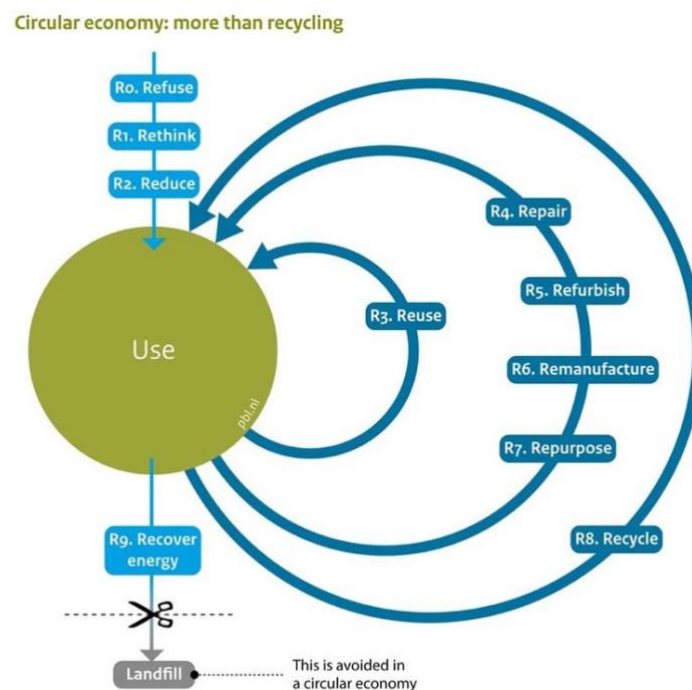 Circular economy: more than recycling
R0. Refuse
R1. Rethink
R2. Reduce
R4. Repair
R5. Refurbish
R3. Reuse
Use
R6. Remanufacture
pbl.nl
R7. Repurpose
R8. Recycle
R9. Recover
energy
Landfill
This is avoided in
a circular economy